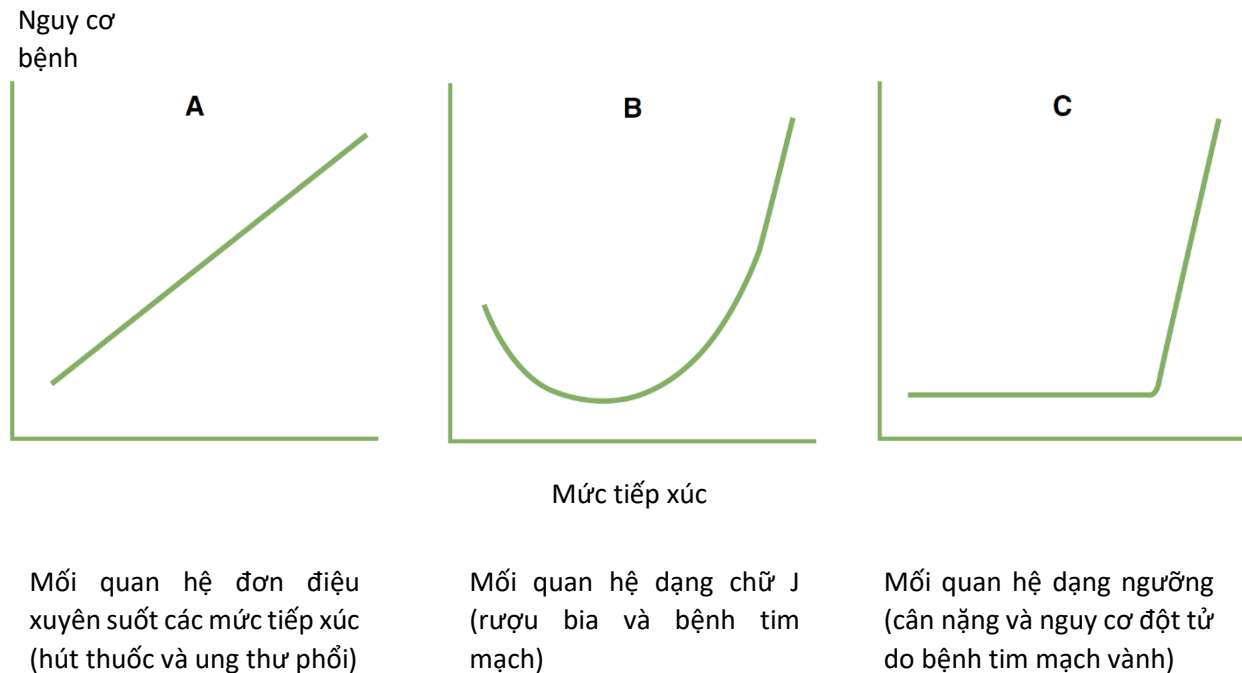 Nguy cơ
bệnh
A
B
C
Mức tiếp xúc
Mối quan hệ đơn điệu
xuyên suốt các mức tiếp xúc
(hút thuốc và ung thư phổi)
Mối quan hệ dạng chữ J
(rượu bia và bệnh tim
mạch)
Mối quan hệ dạng ngưỡng
(cân nặng và nguy cơ đột tử
do bệnh tim mạch vành)